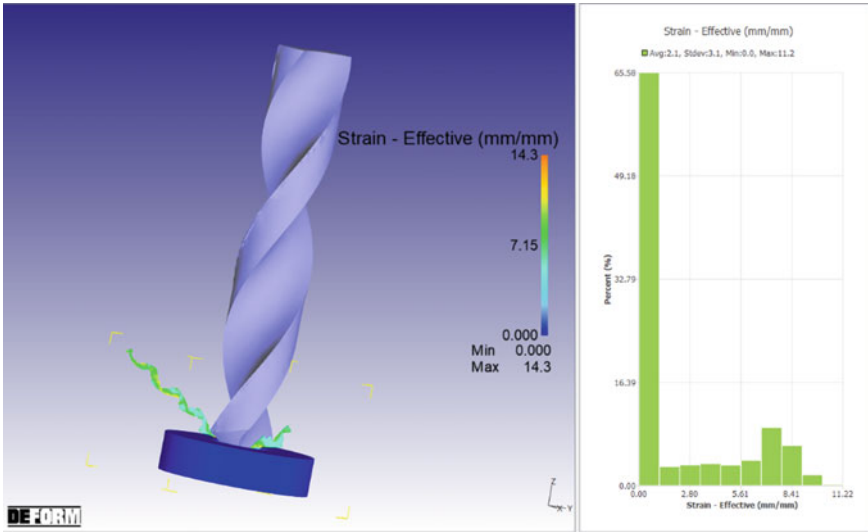 Strain - Effective (mm/mm)
14.3
7.15
0.000
Min 0.000
Max 14.3
Z
X-Y
DEFORM
Strain - Effective (mm/mm)
Avg:2.1, Stdev:3.1, Min:0.0, Max:11.2
65.58
49.18
32.79
16.39
0.00
Percent (%)
0.00 2.80 5.61 8.41 11.22
Strain - Effective (mm/mm)